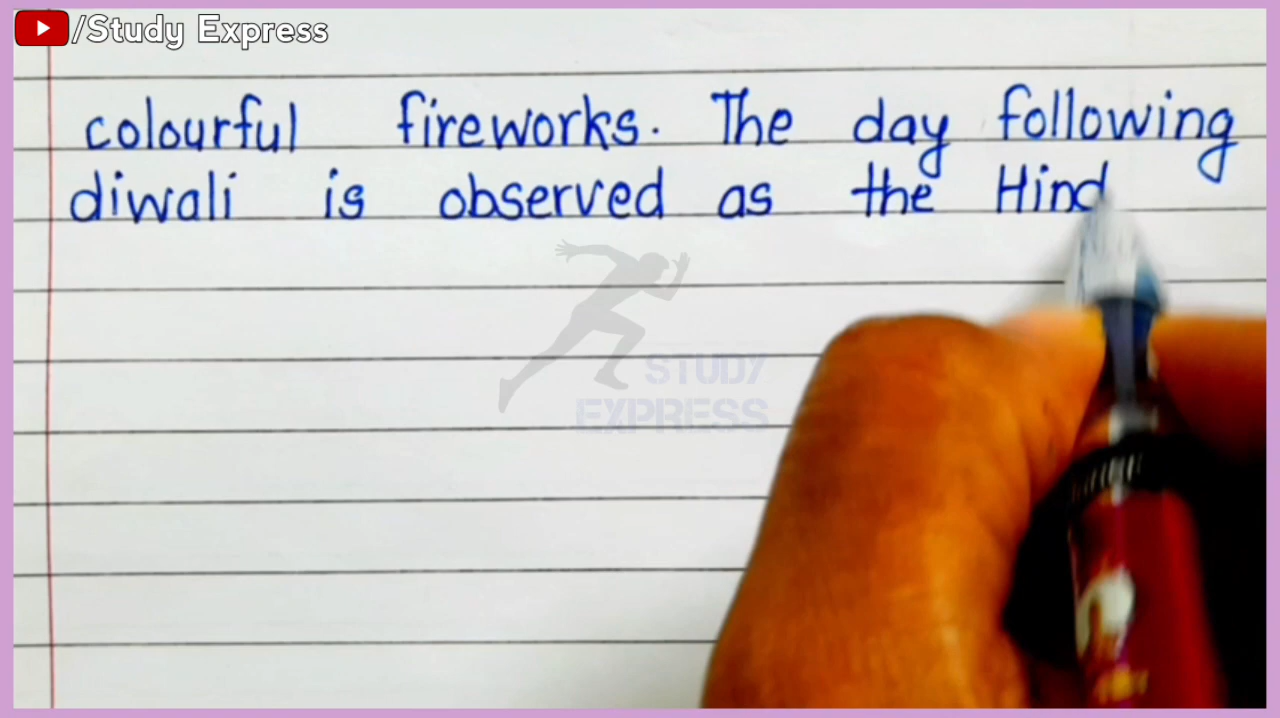 /Study Express
colourful fireworks. The day following
diwali is observed as the Hind
STUDY
EXPRESS